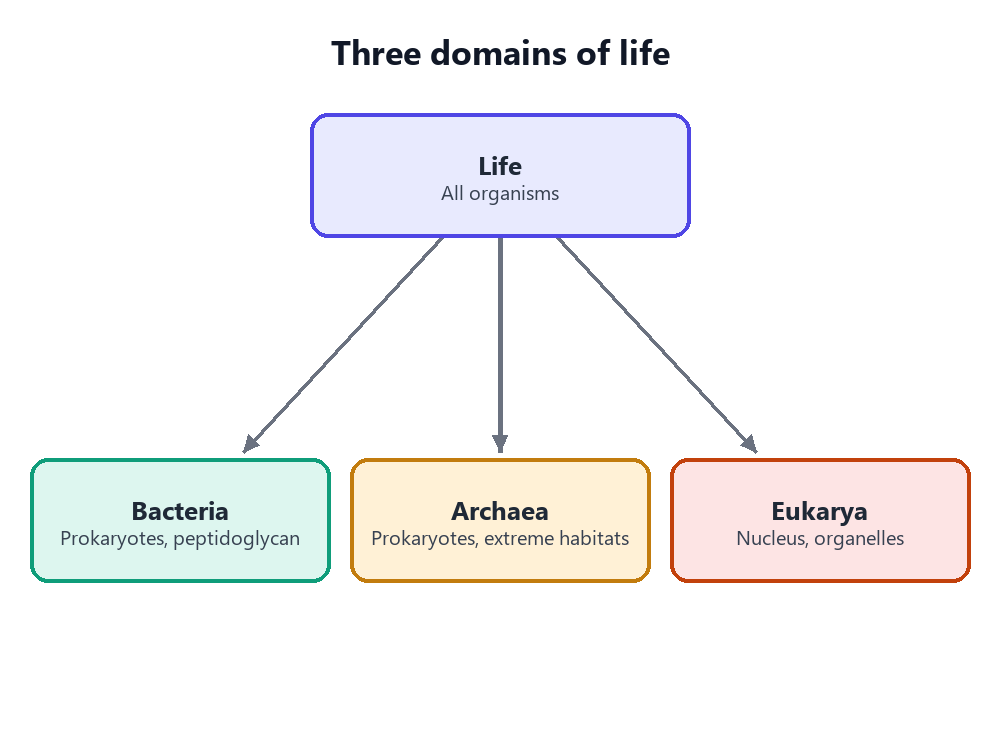 Three domains of life
Life
All organisms
Bacteria
Prokaryotes, peptidoglycan
Archaea
Prokaryotes, extreme habitats
Eukarya
Nucleus, organelles